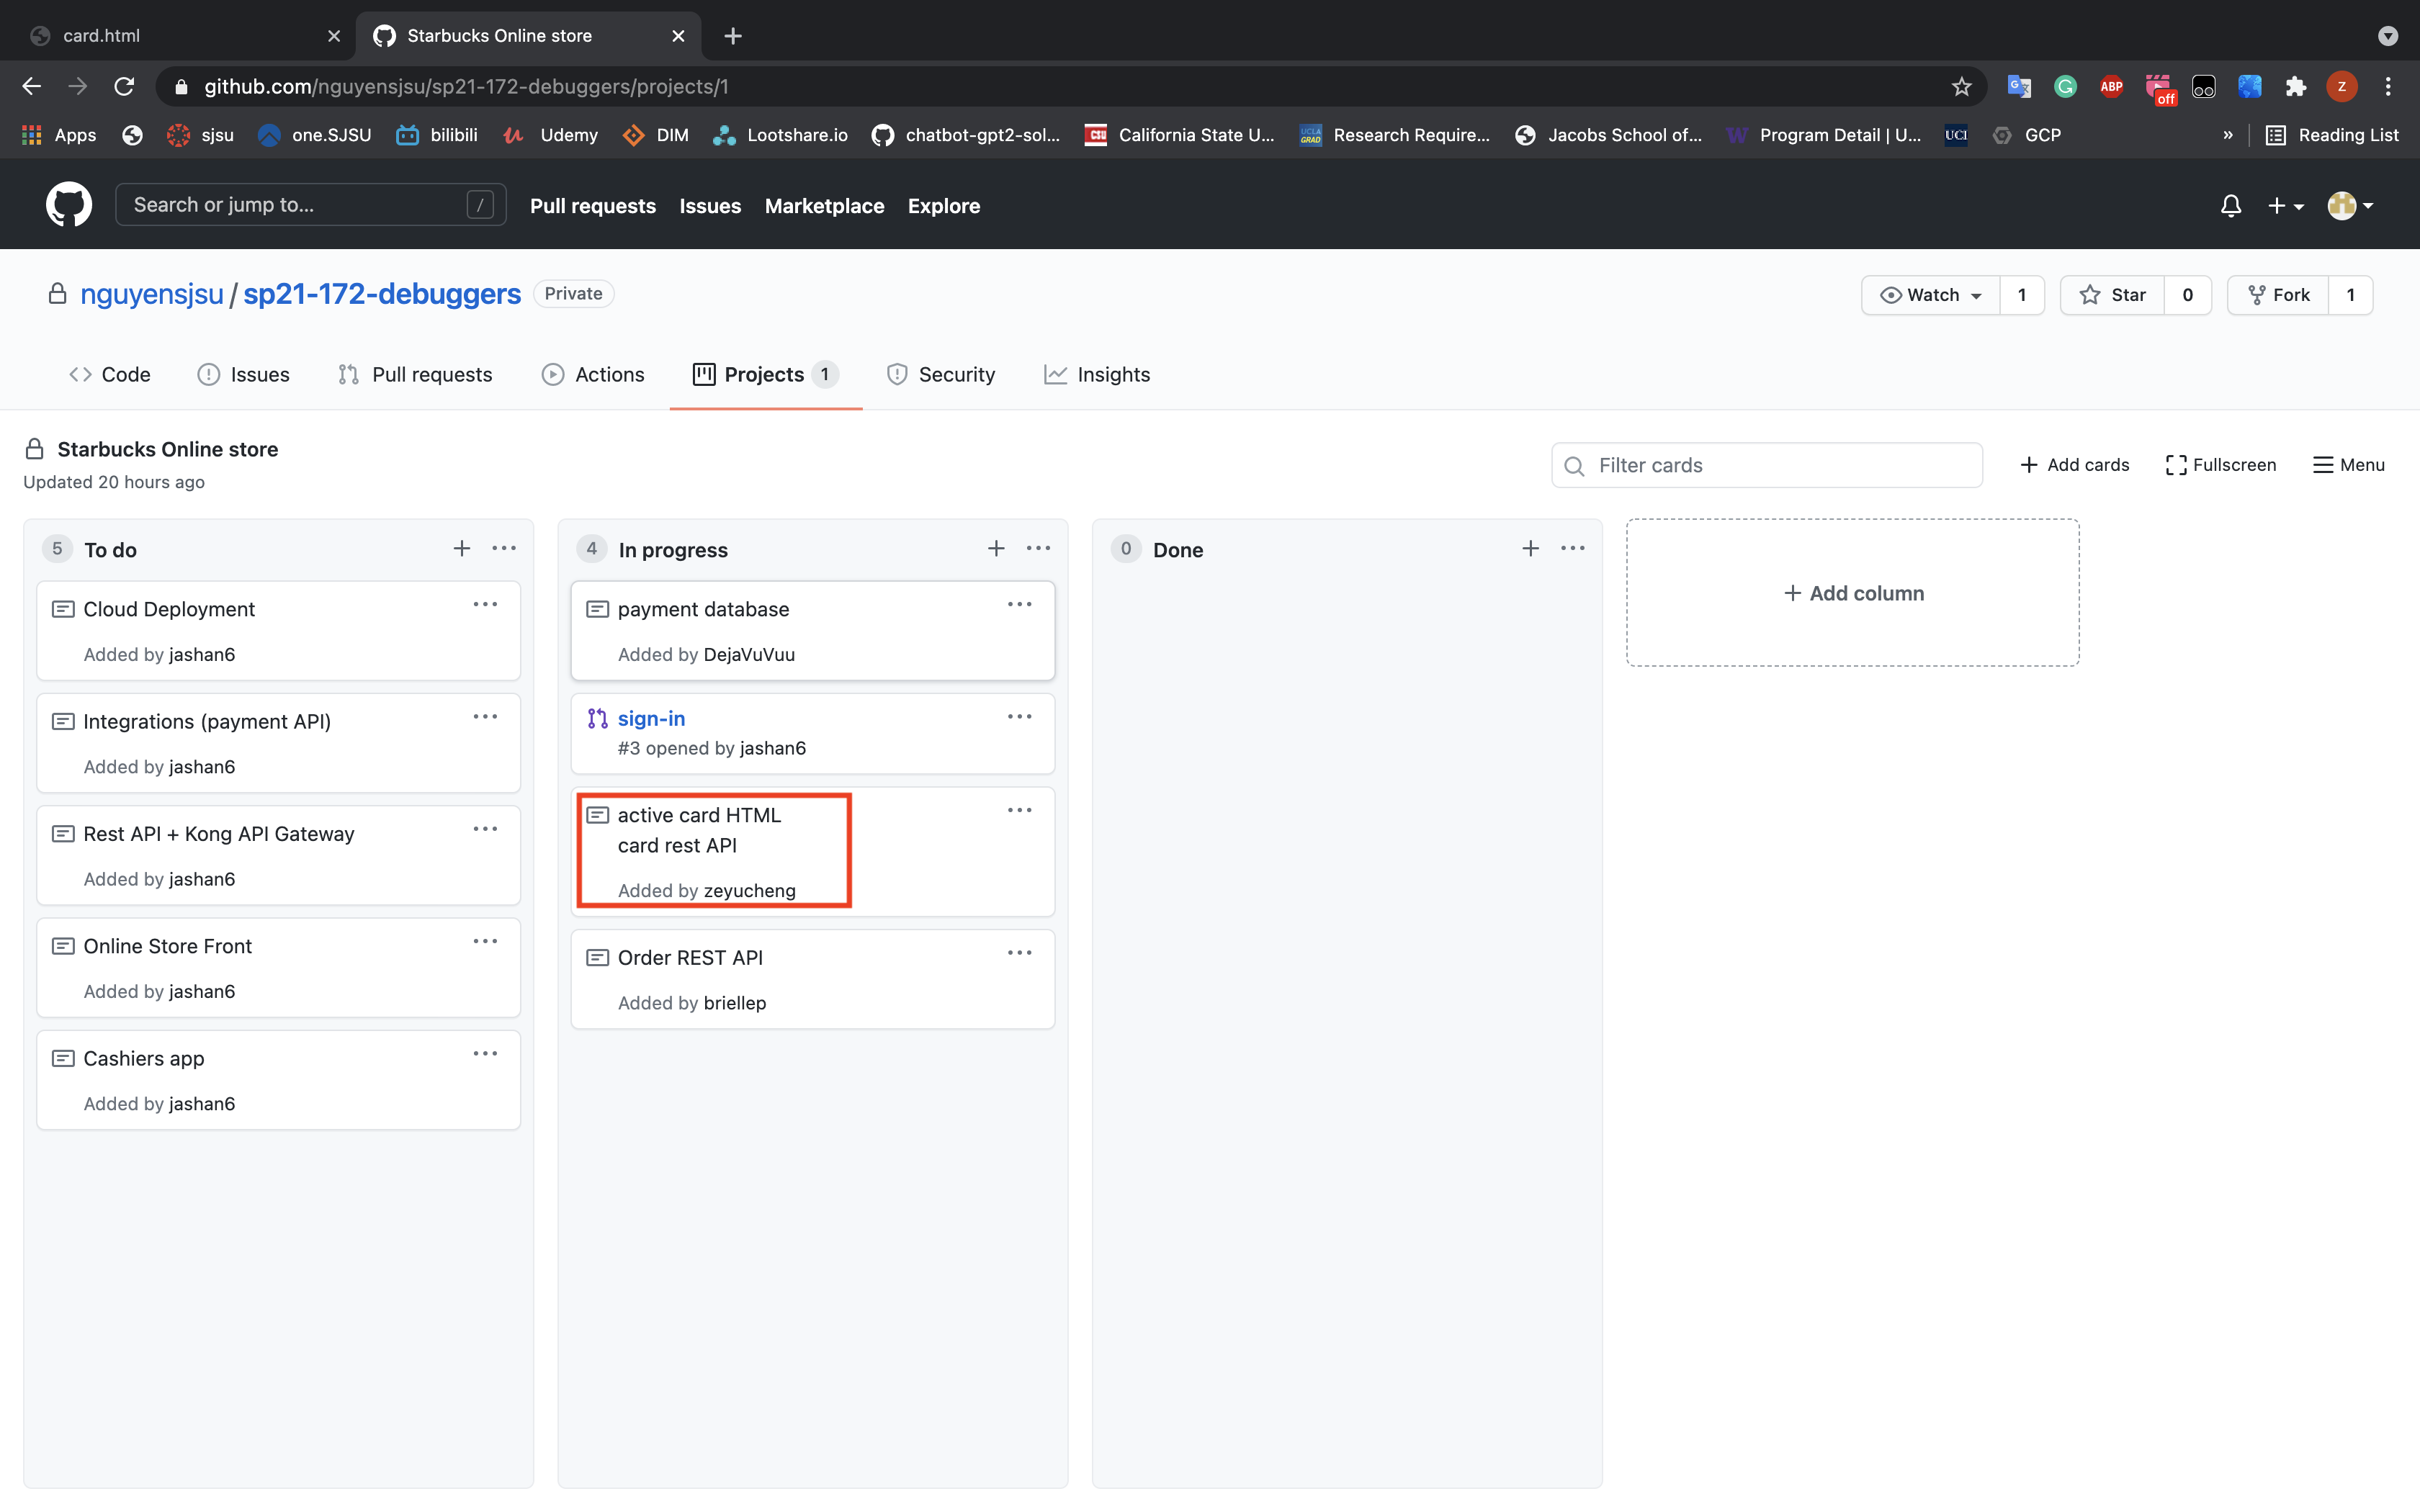 card.html
Starbucks Online store
github.com/nguyensjsu/sp21-172-debuggers/projects/1
ABP
off
Z
Apps
sjsu
one.SJSU
bilibili
Udemy
DIM
Lootshare.io
chatbot-gpt2-sol...
CSU
California State U...
UCLA
GRAD
Research Require...
Jacobs School of...
W
Program Detail | U...
UCI
GCP
»
Reading List
Search or jump to...
/
Pull requests
Issues
Marketplace
Explore
nguyensjsu / sp21-172-debuggers
Private
Watch 1
Star 0
Fork 1
Code
Issues
Pull requests
Actions
Projects 1
Security
Insights
Starbucks Online store
Updated 20 hours ago
Filter cards
+ Add cards
Fullscreen
Menu
5 To do
Cloud Deployment
Added by jashan6
Integrations (payment API)
Added by jashan6
Rest API + Kong API Gateway
Added by jashan6
Online Store Front
Added by jashan6
Cashiers app
Added by jashan6
4 In progress
payment database
Added by DejaVuVuu
sign-in
#3 opened by jashan6
active card HTML
card rest API
Added by zeyucheng
Order REST API
Added by briellep
0 Done
+ Add column